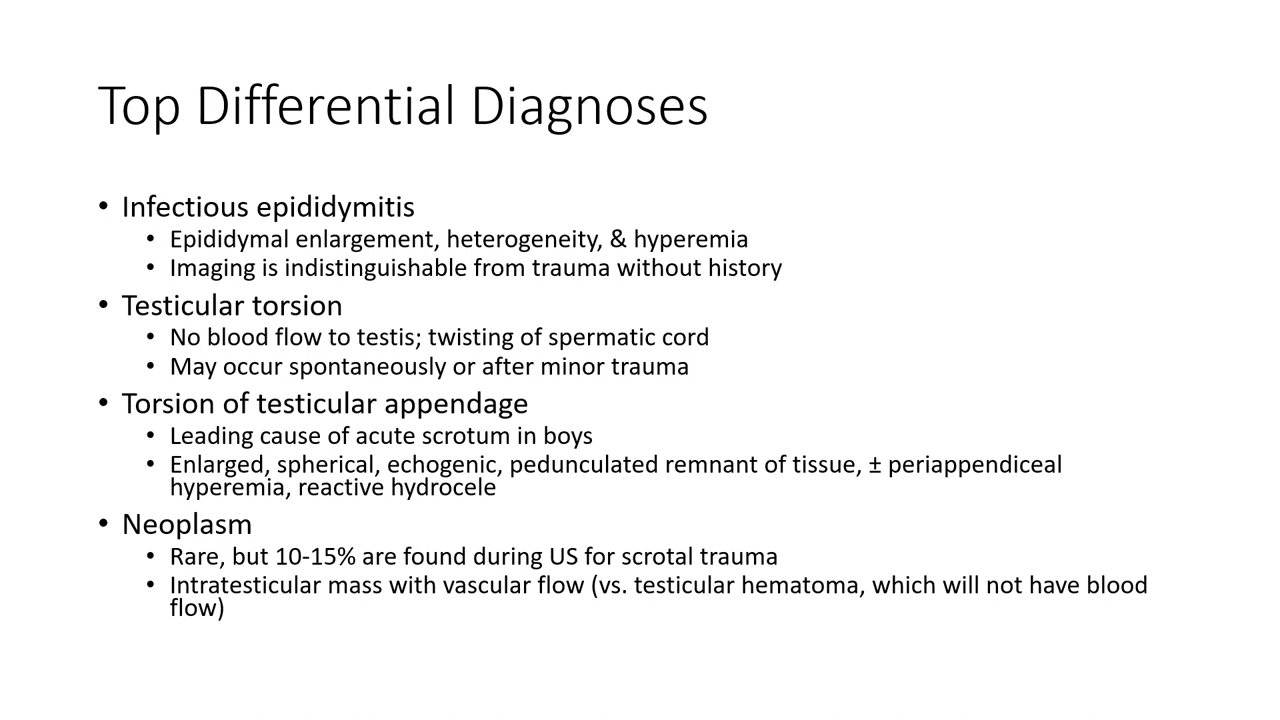 Top Differential Diagnoses
• Infectious epididymitis
• Epididymal enlargement, heterogeneity, & hyperemia
• Imaging is indistinguishable from trauma without history
• Testicular torsion
• No blood flow to testis; twisting of spermatic cord
• May occur spontaneously or after minor trauma
• Torsion of testicular appendage
• Leading cause of acute scrotum in boys
• Enlarged, spherical, echogenic, pedunculated remnant of tissue, ± periappendiceal
hyperemia, reactive hydrocele
• Neoplasm
• Rare, but 10-15% are found during US for scrotal trauma
• Intratesticular mass with vascular flow (vs. testicular hematoma, which will not have blood
flow)